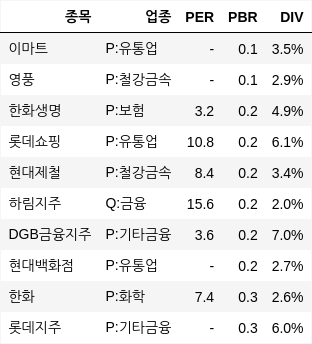 종목 업종 PER PBR DIV
이마트 P:유통업 - 0.1 3.5%
영풍 P:철강금속 - 0.1 2.9%
한화생명 P:보험 3.2 0.2 4.9%
롯데쇼핑 P:유통업 10.8 0.2 6.1%
현대제철 P:철강금속 8.4 0.2 3.4%
하림지주 Q:금융 15.6 0.2 2.0%
DGB금융지주 P:기타금융 3.6 0.2 7.0%
현대백화점 P:유통업 - 0.2 2.7%
한화 P:화학 7.4 0.3 2.6%
롯데지주 P:기타금융 - 0.3 6.0%